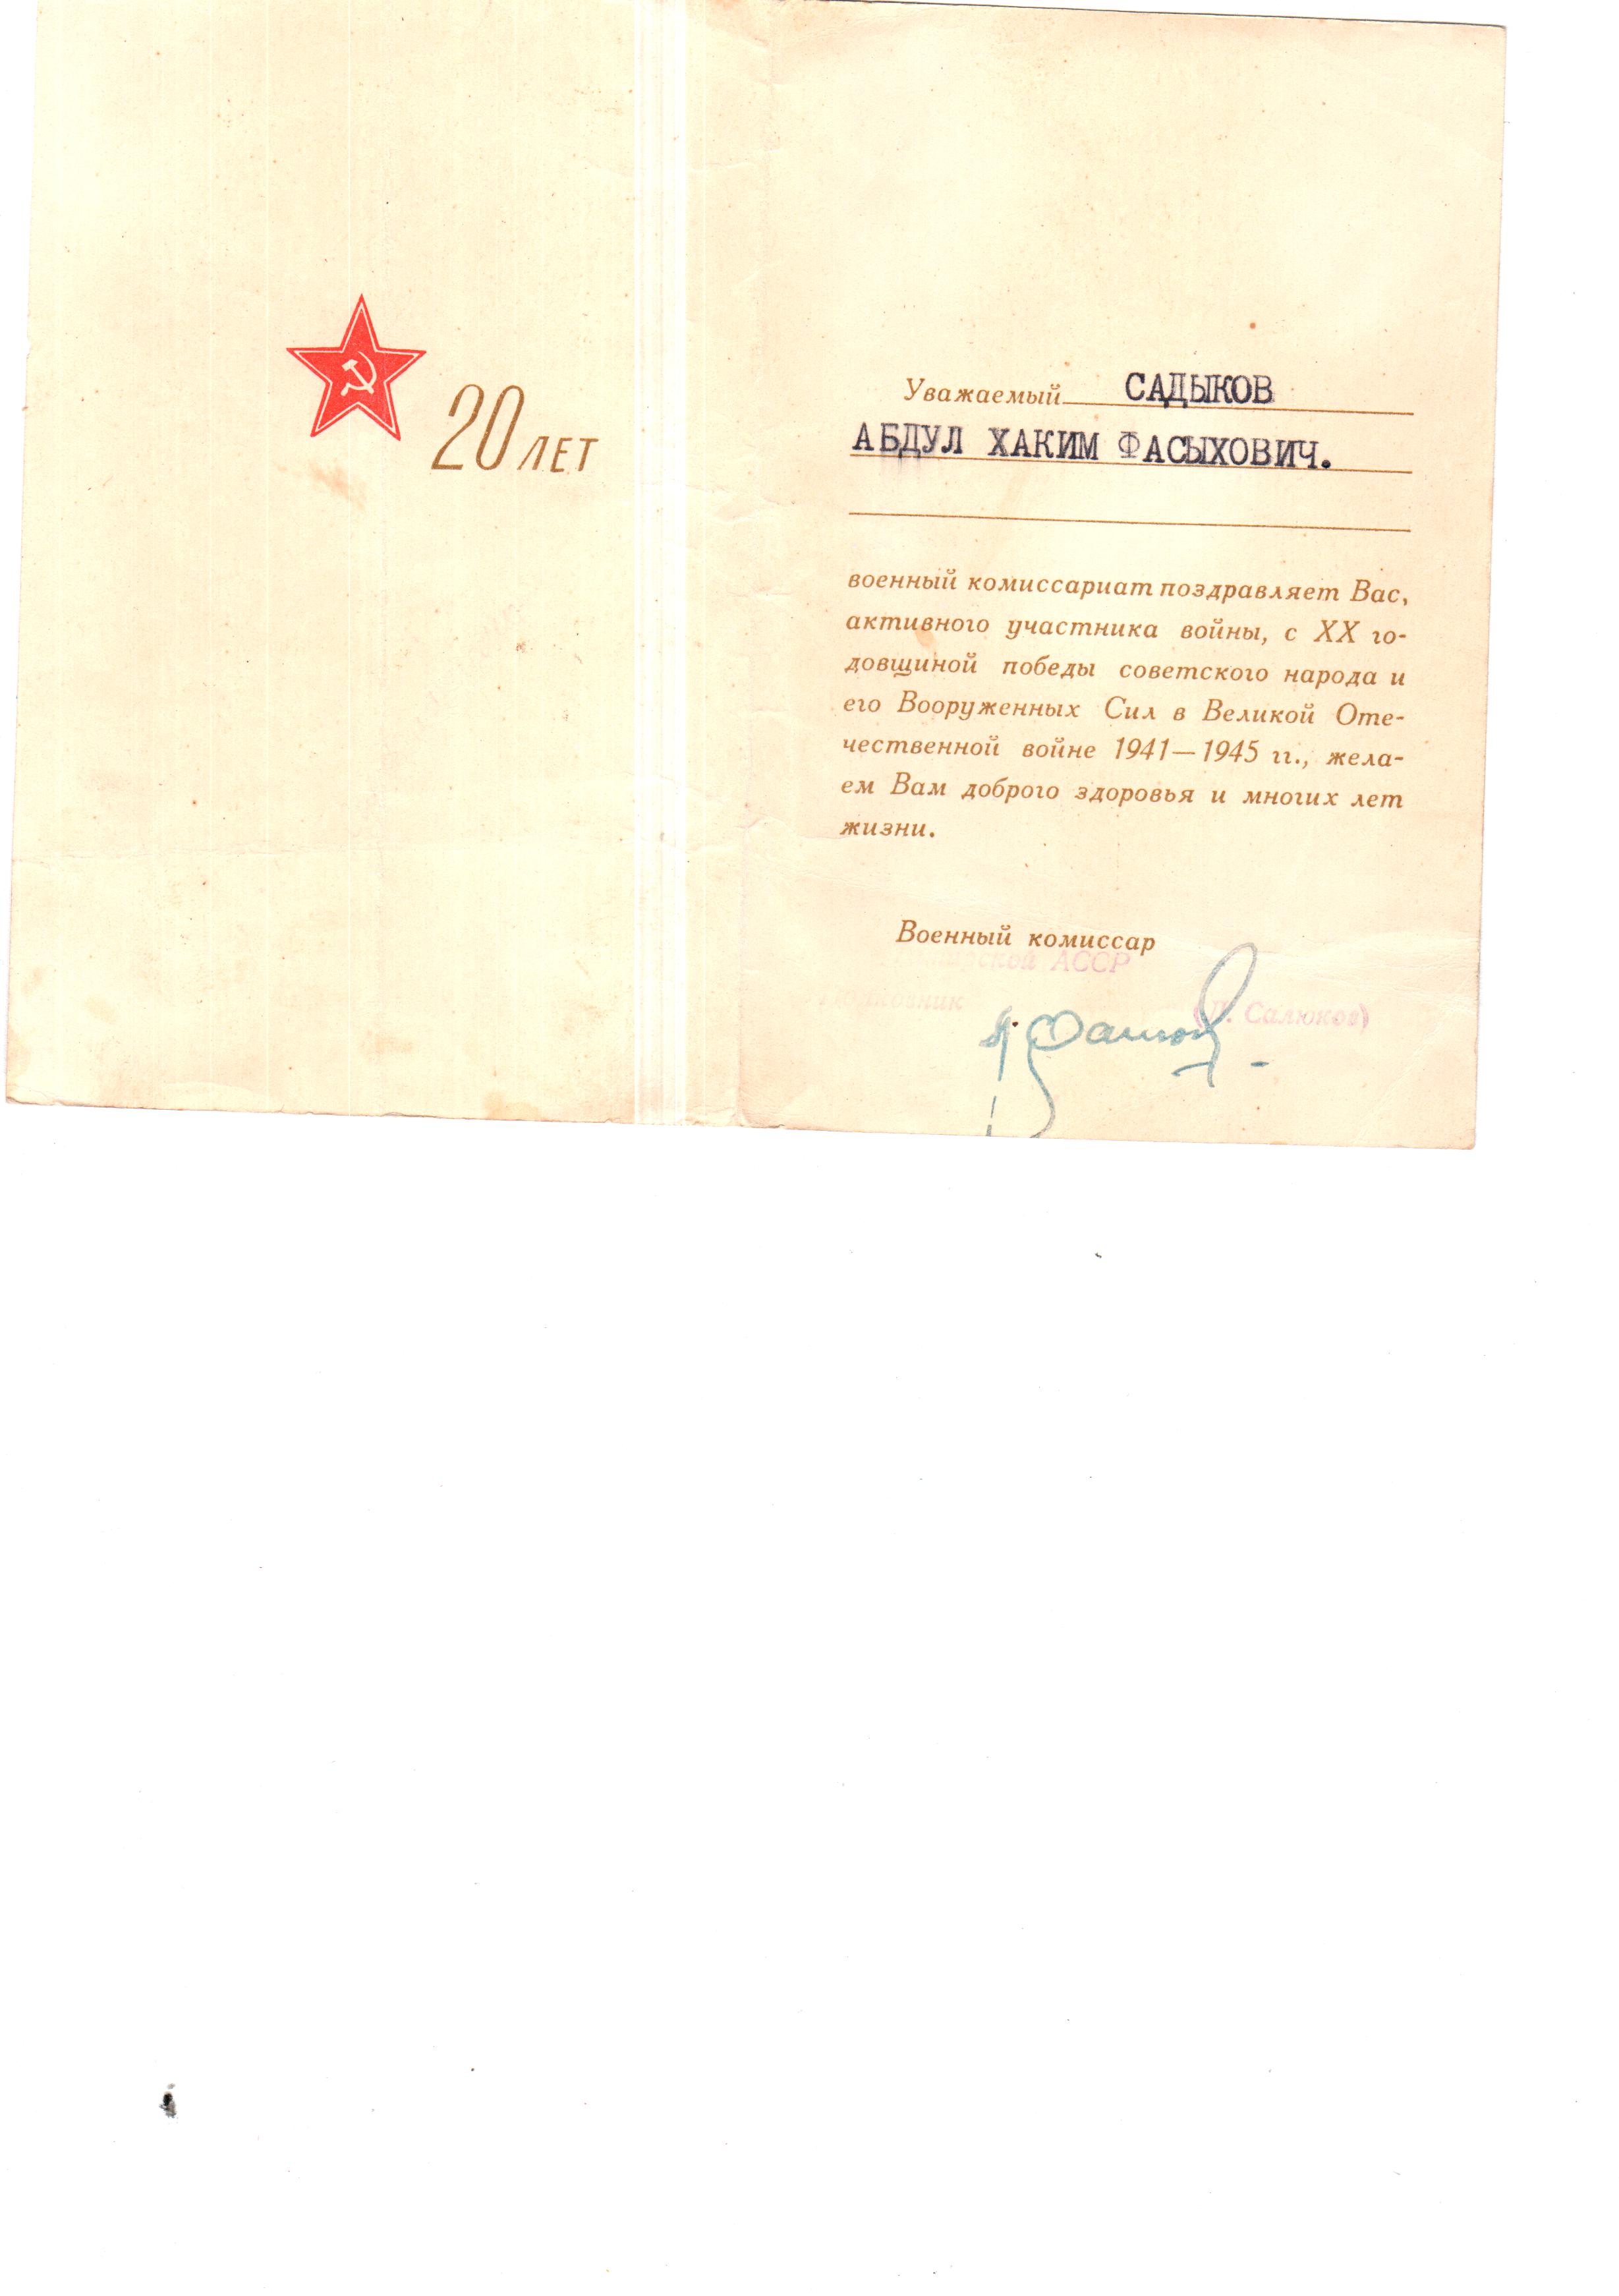 20 ЛЕТ
Уважаемый САДЫКОВ
АБДУЛ ХАКИМ ФАСЫХОВИЧ.
военный комиссариат поздравляет Вас,
активного участника войны, с XX го-
довщиной победы советского народа и
его Вооруженных Сил в Великой Оте-
чественной войне 1941—1945 гг., жела-
ем Вам доброго здоровья и многих лет
жизни.
Военный комиссар
АССР
Салюков)